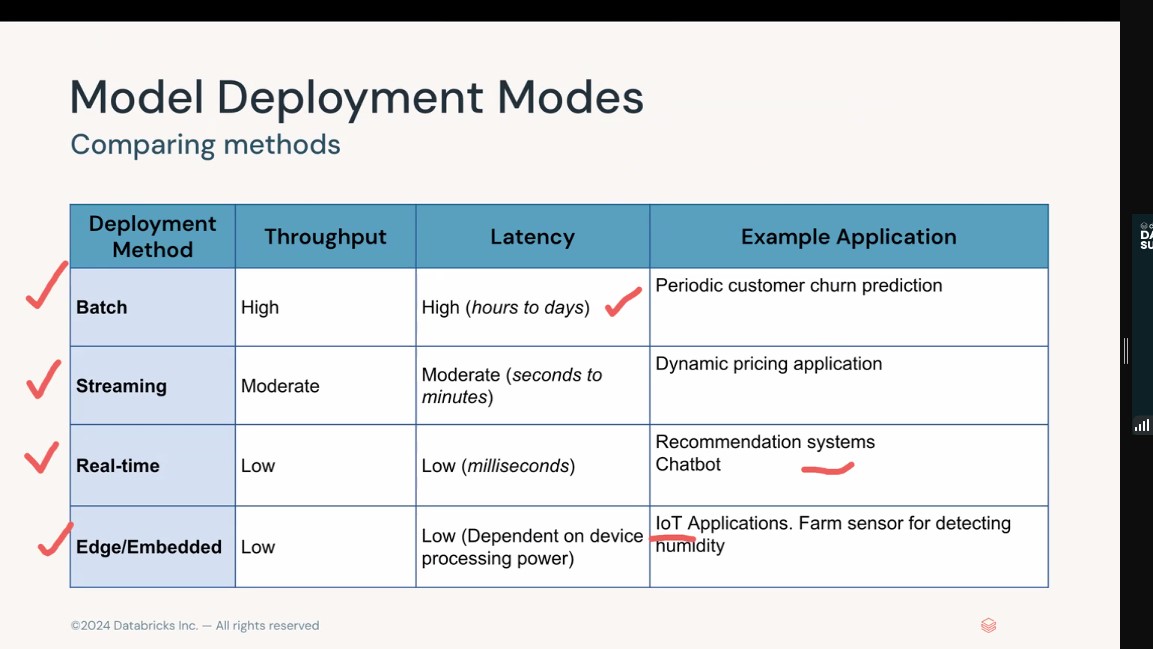 Model Deployment Modes
Comparing methods
Deployment
Method
Throughput
Latency
Example Application
Batch
High
High (hours to days)
Periodic customer churn prediction
Streaming
Moderate
Moderate (seconds to
minutes)
Dynamic pricing application
Real-time
Low
Low (milliseconds)
Recommendation systems
Chatbot
Edge/Embedded
Low
Low (Dependent on device
processing power)
IoT Applications. Farm sensor for detecting
humidity
©2024 Databricks Inc. — All rights reserved